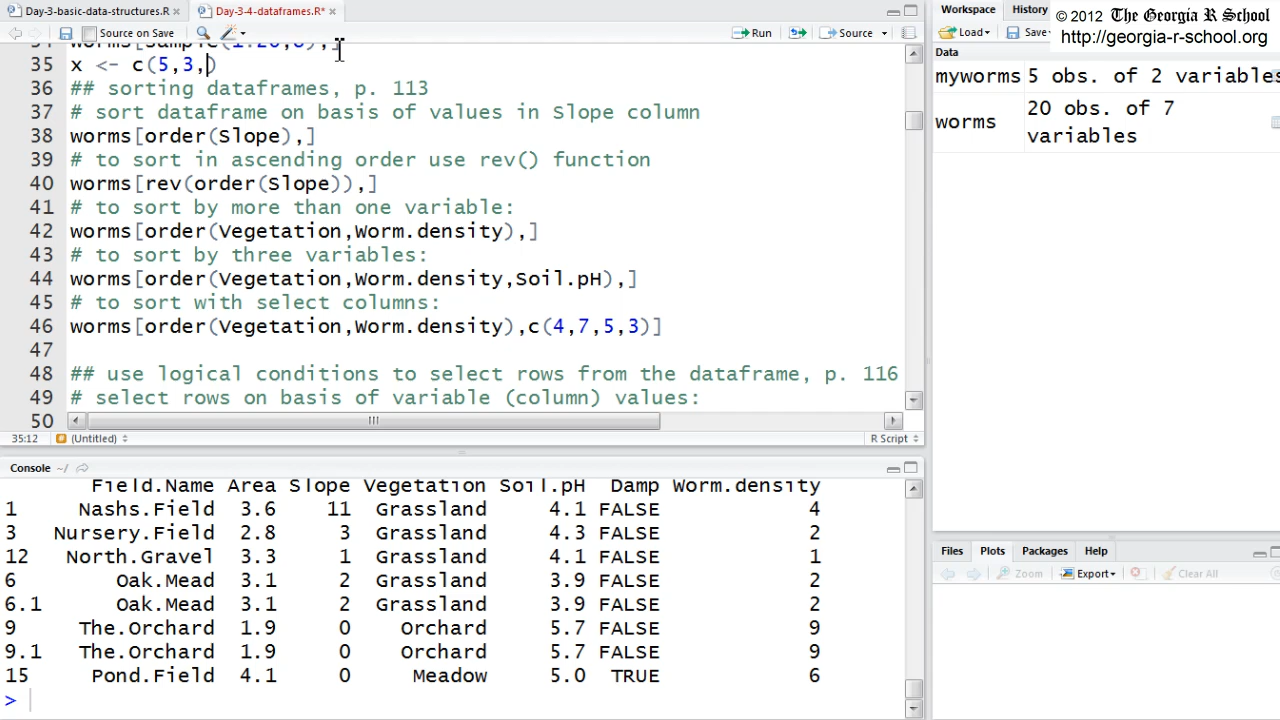 Day-3-basic-data-structures.R ×
Day-3-4-dataframes.R* ×
Source on Save
Run
Source
35 x <- c(5,3,)
36 ## sorting dataframes, p. 113
37 # sort dataframe on basis of values in Slope column
38 worms[order(Slope),]
39 # to sort in ascending order use rev() function
40 worms[rev(order(Slope)),]
41 # to sort by more than one variable:
42 worms[order(Vegetation,Worm.density),]
43 # to sort by three variables:
44 worms[order(Vegetation,Worm.density,Soil.pH),]
45 # to sort with select columns:
46 worms[order(Vegetation,Worm.density),c(4,7,5,3)]
47
48 ## use logical conditions to select rows from the dataframe, p. 116
49 # select rows on basis of variable (column) values:
50
35:12 (Untitled) R Script
Console ~/
Field.Name Area Slope Vegetation Soil.pH Damp Worm.density
1 Nashs.Field 3.6 11 Grassland 4.1 FALSE 4
3 Nursery.Field 2.8 3 Grassland 4.3 FALSE 2
12 North.Gravel 3.3 1 Grassland 4.1 FALSE 1
6 Oak.Mead 3.1 2 Grassland 3.9 FALSE 2
6.1 Oak.Mead 3.1 2 Grassland 3.9 FALSE 2
9 The.Orchard 1.9 0 Orchard 5.7 FALSE 9
9.1 The.Orchard 1.9 0 Orchard 5.7 FALSE 9
15 Pond.Field 4.1 0 Meadow 5.0 TRUE 6
>
Workspace History
© 2012 The Georgia R School
http://georgia-r-school.org
Load Save
Data
myworms 5 obs. of 2 variables
worms 20 obs. of 7
variables
Files Plots Packages Help
Zoom Export Clear All